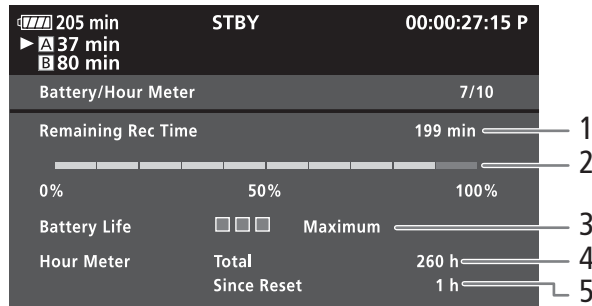 205 min STBY 00:00:27:15 P
A 37 min
B 80 min
Battery/Hour Meter 7/10
Remaining Rec Time 199 min 1
2
0% 50% 100%
Battery Life Maximum 3
Hour Meter Total 260 h 4
Since Reset 1 h 5